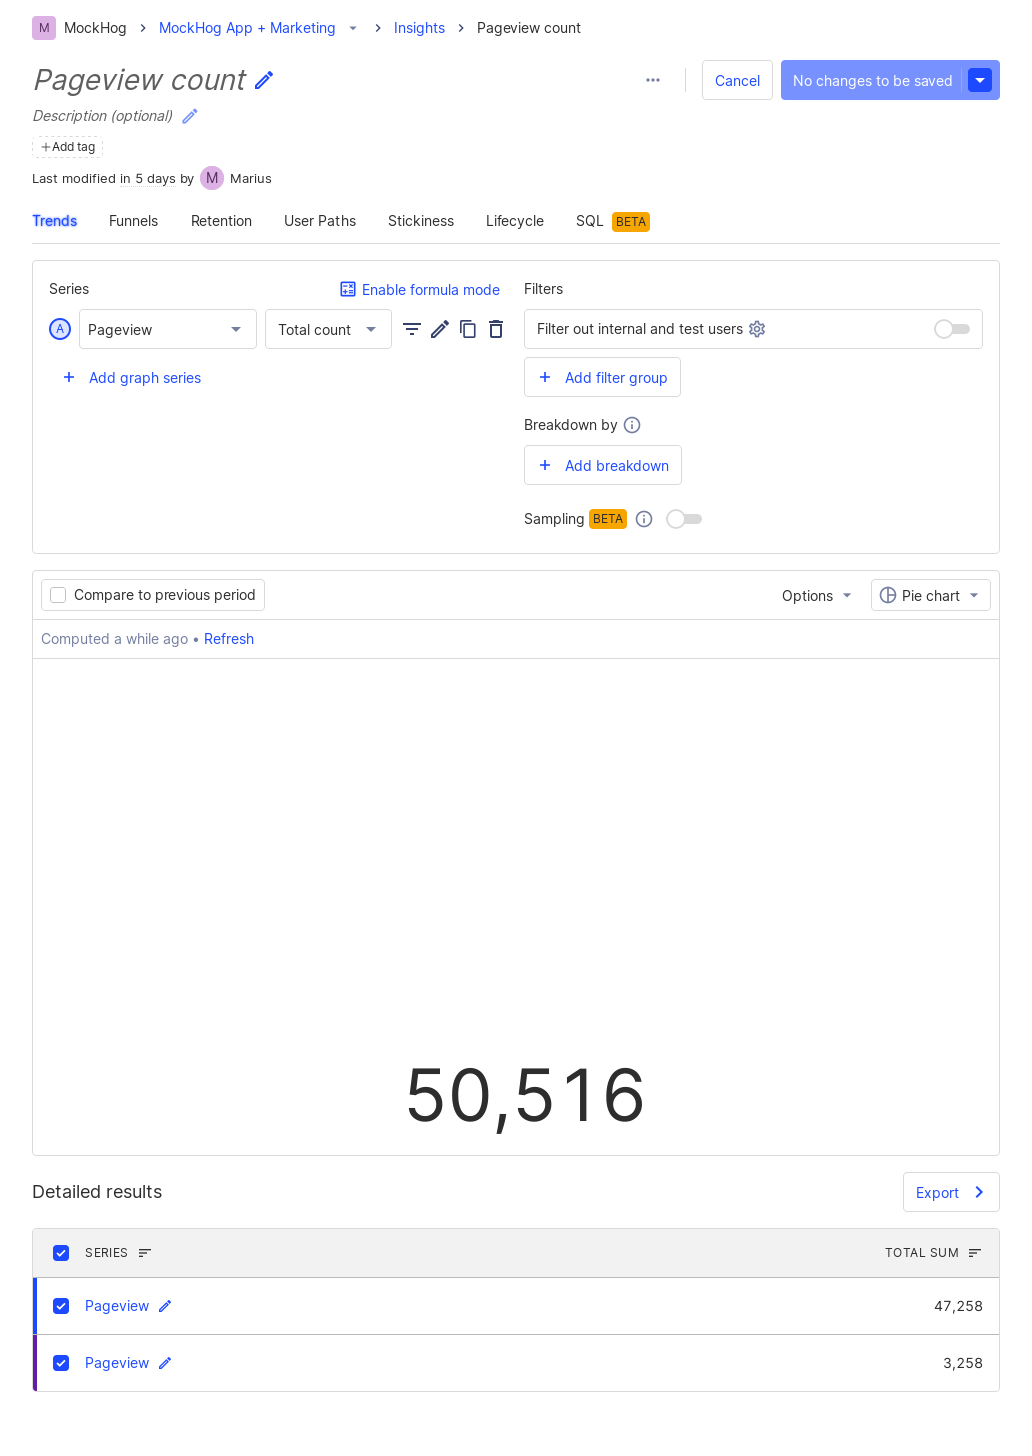 M MockHog MockHog App + Marketing Insights Pageview count
Pageview count
Cancel No changes to be saved
Description (optional)
Add tag
Last modified in 5 days by M Marius
Trends Funnels Retention User Paths Stickiness Lifecycle SQL BETA
Series Enable formula mode
A Pageview Total count
+ Add graph series
Filters
Filter out internal and test users
+ Add filter group
Breakdown by
+ Add breakdown
Sampling BETA
Compare to previous period Options Pie chart
Computed a while ago • Refresh
50,516
Detailed results Export
SERIES TOTAL SUM
Pageview 47,258
Pageview 3,258